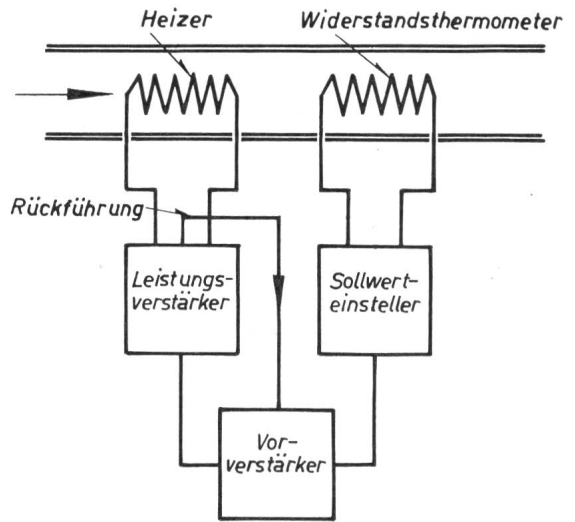 Heizer
Widerstandsthermometer
Rückführung
Leistungs-
verstärker
Sollwert-
einsteller
Vor-
verstärker